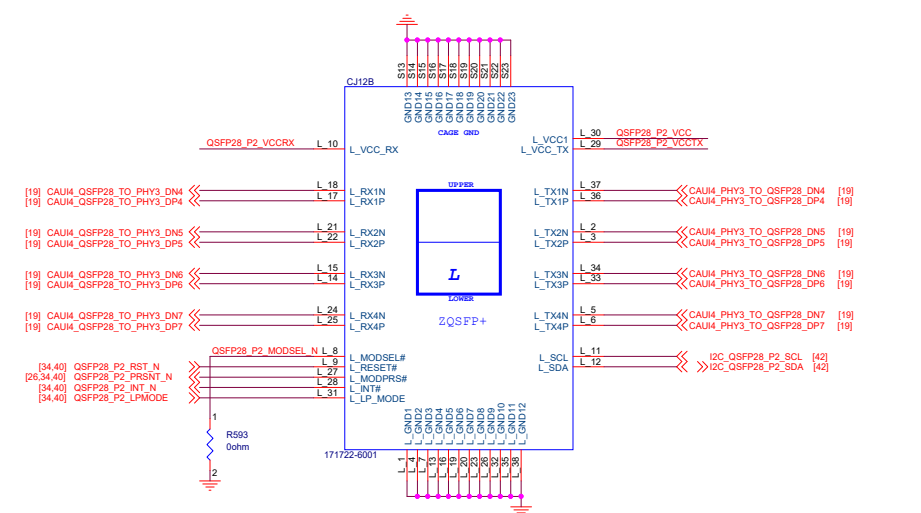 S13 S14 S15 S16 S17 S18 S19 S20 S21 S22 S23
CJ12B
GND13 GND14 GND15 GND16 GND17 GND18 GND19 GND20 GND21 GND22 GND23
CAGE GND
QSFP28_P2_VCCRX L_10 L_VCC_RX
L_VCC1 L_30 QSFP28_P2_VCC
L_VCC_TX L_29 QSFP28_P2_VCCTX
UPPER
[19] CAUI4_QSFP28_TO_PHY3_DN4 L_18 L_RX1N L_TX1N L_37 CAUI4_PHY3_TO_QSFP28_DN4 [19]
[19] CAUI4_QSFP28_TO_PHY3_DP4 L_17 L_RX1P L_TX1P L_36 CAUI4_PHY3_TO_QSFP28_DP4 [19]
[19] CAUI4_QSFP28_TO_PHY3_DN5 L_21 L_RX2N L_TX2N L_2 CAUI4_PHY3_TO_QSFP28_DN5 [19]
[19] CAUI4_QSFP28_TO_PHY3_DP5 L_22 L_RX2P L_TX2P L_3 CAUI4_PHY3_TO_QSFP28_DP5 [19]
[19] CAUI4_QSFP28_TO_PHY3_DN6 L_15 L_RX3N L L_TX3N L_34 CAUI4_PHY3_TO_QSFP28_DN6 [19]
[19] CAUI4_QSFP28_TO_PHY3_DP6 L_14 L_RX3P L_TX3P L_33 CAUI4_PHY3_TO_QSFP28_DP6 [19]
LOWER
[19] CAUI4_QSFP28_TO_PHY3_DN7 L_24 L_RX4N L_TX4N L_5 CAUI4_PHY3_TO_QSFP28_DN7 [19]
[19] CAUI4_QSFP28_TO_PHY3_DP7 L_25 L_RX4P ZQSFP+ L_TX4P L_6 CAUI4_PHY3_TO_QSFP28_DP7 [19]
QSFP28_P2_MODSEL_N L_8 L_MODSEL# L_SCL L_11 I2C_QSFP28_P2_SCL [42]
[34,40] QSFP28_P2_RST_N L_9 L_RESET# L_SDA L_12 I2C_QSFP28_P2_SDA [42]
[26,34,40] QSFP28_P2_PRSNT_N L_27 L_MODPRS#
[34,40] QSFP28_P2_INT_N L_28 L_INT#
[34,40] QSFP28_P2_LPMODE L_31 L_LP_MODE
L_GND1 L_GND2 L_GND3 L_GND4 L_GND5 L_GND6 L_GND7 L_GND8 L_GND9 L_GND10 L_GND11 L_GND12
1
R593
0ohm
2
171722-6001
L_1 L_4 L_7 L_13 L_16 L_19 L_20 L_23 L_26 L_32 L_35 L_38